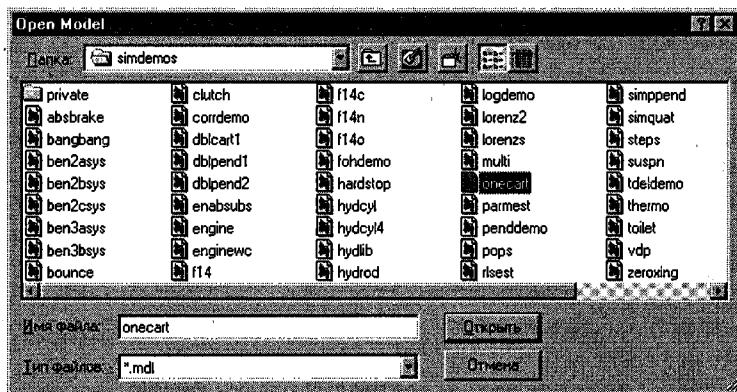 Open Model
Папка: simdemos
private clutch f14c logdemo simppend
absbrake corrdemo f14n lorenz2 simquat
bangbang dblcart1 f14o lorenzs steps
ben2asys dblpend1 fohdemo multi suspn
ben2bsys dblpend2 hardstop onecart tdeldemo
ben2csys enabsubs hydcyl parmest thermo
ben3asys engine hydcyl4 penddemo toilet
ben3bsys enginewc hydlib pops vdp
bounce f14 hydrod rlsest zeroxing
Имя файла: onecart Открыть
Тип файлов: *.mdl Отмена